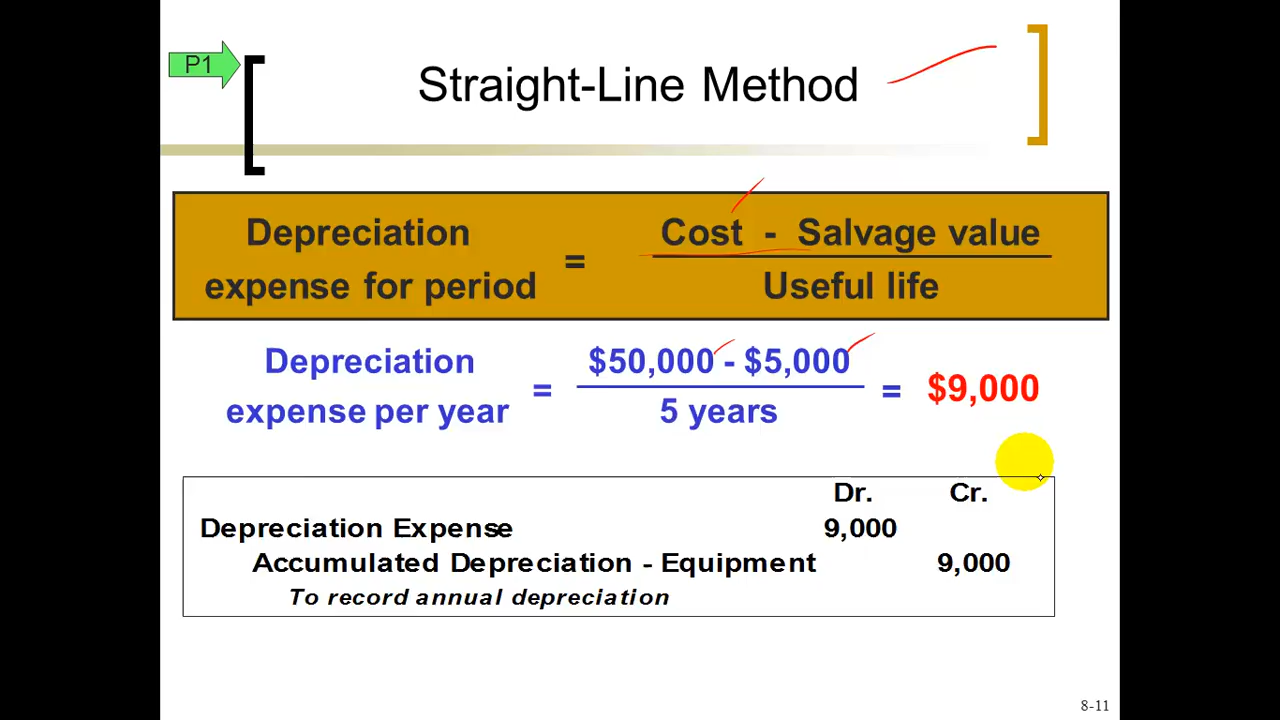 P1
Straight-Line Method
Depreciation expense for period = Cost - Salvage value
Useful life
Depreciation expense per year = $50,000 - $5,000 = $9,000
5 years
Dr. Cr.
Depreciation Expense 9,000
Accumulated Depreciation - Equipment 9,000
To record annual depreciation
8-11